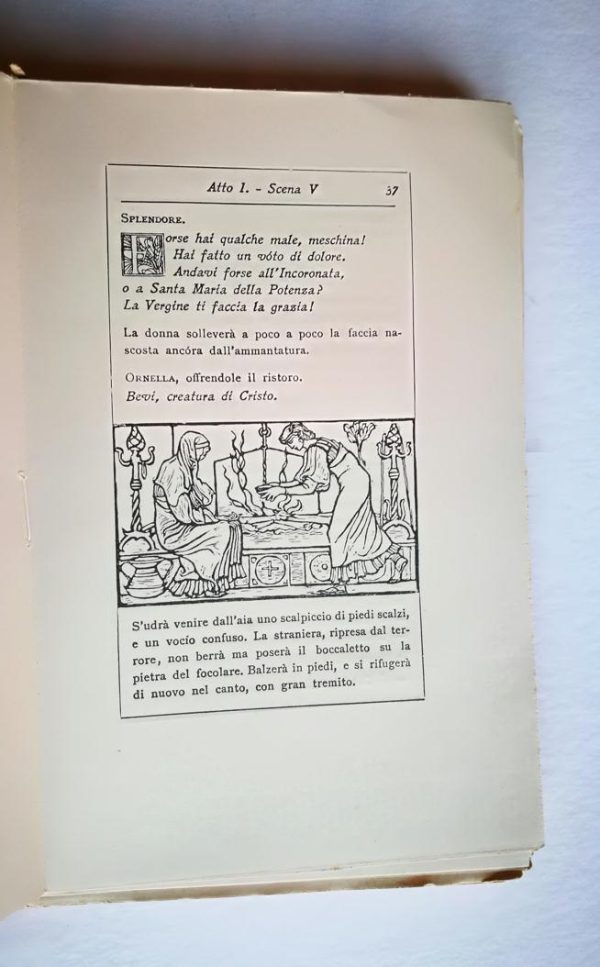 Atto I. - Scena V 37
SPLENDORE.
Forse hai qualche male, meschina!
Hai fatto un vóto di dolore.
Andavi forse all'Incoronata,
o a Santa Maria della Potenza?
La Vergine ti faccia la grazia!
La donna solleverà a poco a poco la faccia na-
scosta ancóra dall'ammantatura.
ORNELLA, offrendole il ristoro.
Bevi, creatura di Cristo.
S'udrà venire dall'aia uno scalpiccio di piedi scalzi,
e un vocío confuso. La straniera, ripresa dal ter-
rore, non berrà ma poserà il boccaletto su la
pietra del focolare. Balzerà in piedi, e si rifugerà
di nuovo nel canto, con gran tremito.